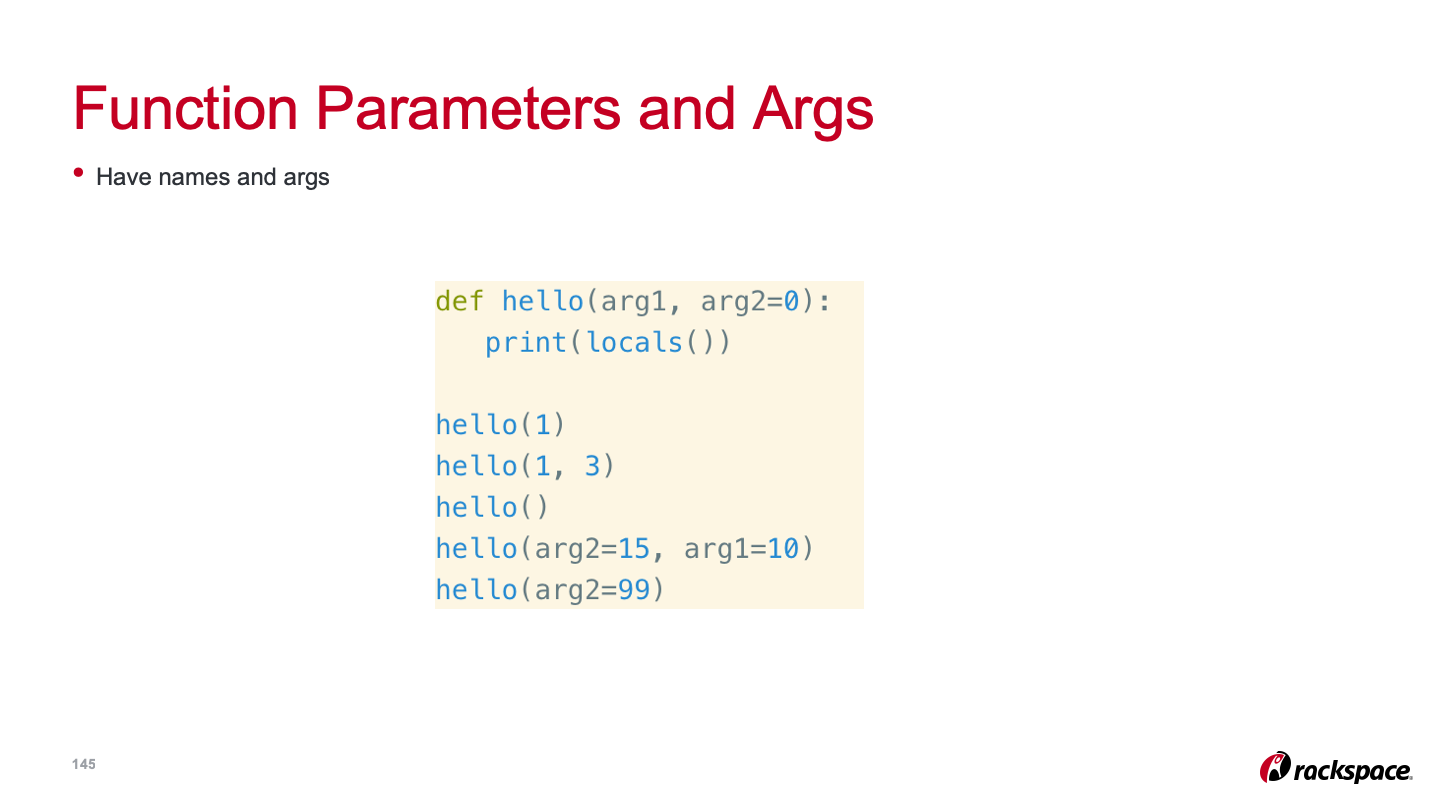 Function Parameters and Args
• Have names and args
def hello(arg1, arg2=0):
   print(locals())
hello(1)
hello(1, 3)
hello()
hello(arg2=15, arg1=10)
hello(arg2=99)
145
rackspace.